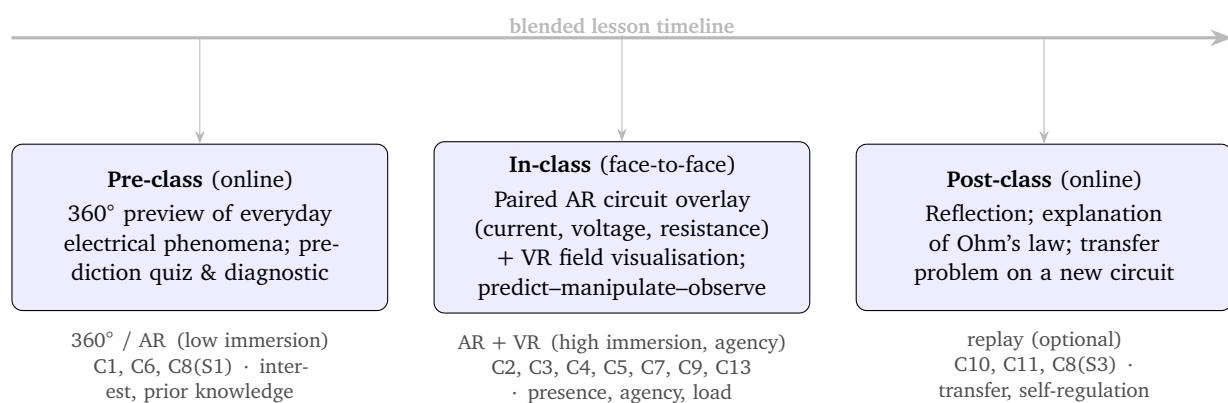 blended lesson timeline
Pre-class (online)
360° preview of everyday
electrical phenomena; pre-
diction quiz & diagnostic
360° / AR (low immersion)
C1, C6, C8(S1) · inter-
est, prior knowledge
In-class (face-to-face)
Paired AR circuit overlay
(current, voltage, resistance)
+ VR field visualisation;
predict–manipulate–observe
AR + VR (high immersion, agency)
C2, C3, C4, C5, C7, C9, C13
· presence, agency, load
Post-class (online)
Reflection; explanation
of Ohm’s law; transfer
problem on a new circuit
replay (optional)
C10, C11, C8(S3) ·
transfer, self-regulation